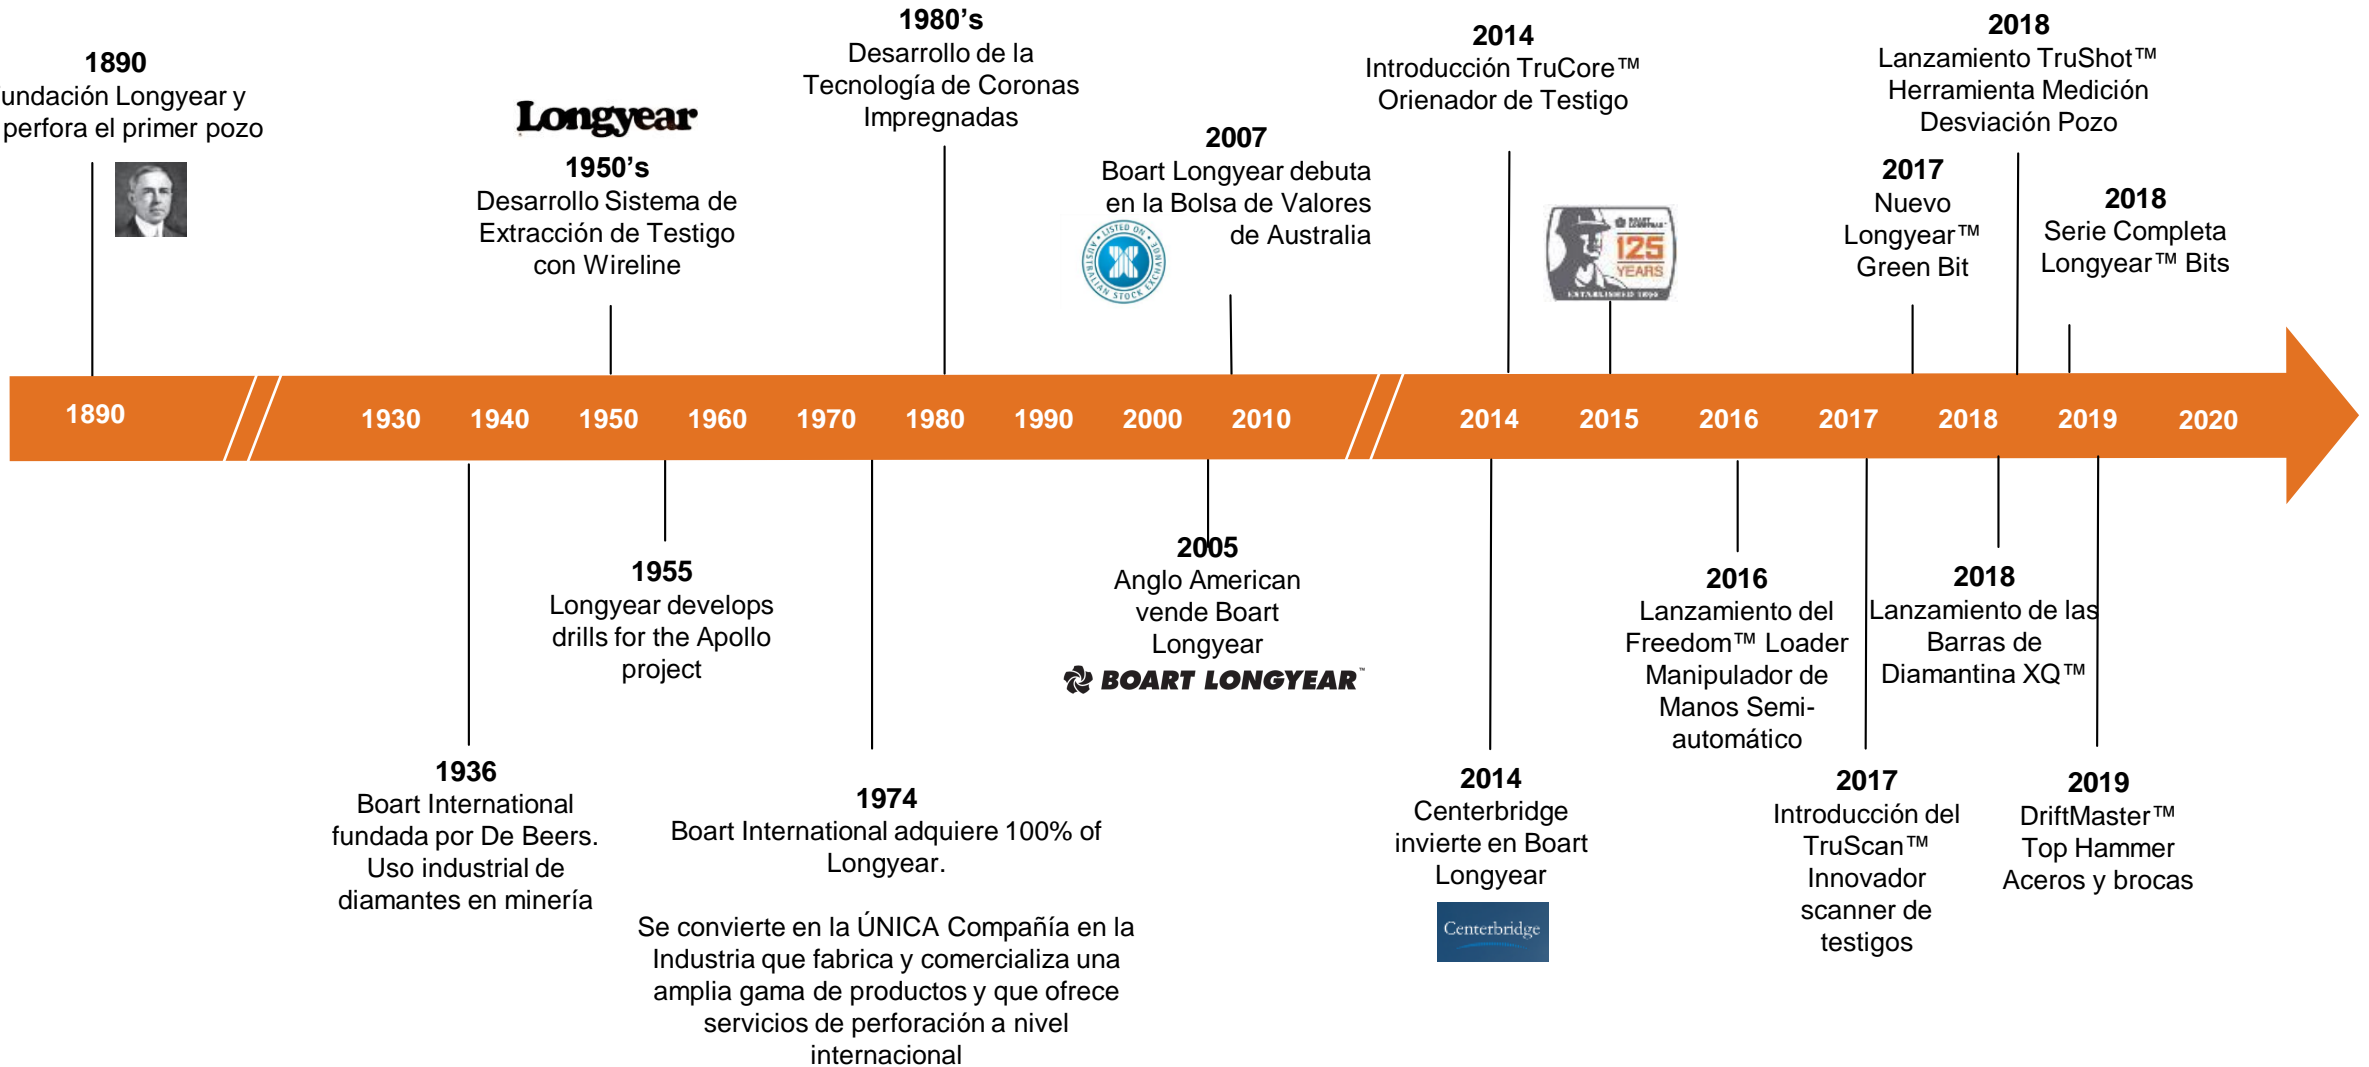 1890
undación Longyear y
perfora el primer pozo
Longyear
1950's
Desarrollo Sistema de
Extracción de Testigo
con Wireline
1980's
Desarrollo de la
Tecnología de Coronas
Impregnadas
2007
Boart Longyear debuta
en la Bolsa de Valores
de Australia
LISTED ON
AUSTRALIAN STOCK EXCHANGE
2014
Introducción TruCore™
Orienador de Testigo
BOART
LONGYEAR
125
YEARS
ESTABLISHED 1890
2018
Lanzamiento TruShot™
Herramienta Medición
Desviación Pozo
2017
Nuevo
Longyear™
Green Bit
2018
Serie Completa
Longyear™ Bits
1890 1930 1940 1950 1960 1970 1980 1990 2000 2010 2014 2015 2016 2017 2018 2019 2020
1936
Boart International
fundada por De Beers.
Uso industrial de
diamantes en minería
1955
Longyear develops
drills for the Apollo
project
1974
Boart International adquiere 100% of
Longyear.
Se convierte en la ÚNICA Compañía en la
Industria que fabrica y comercializa una
amplia gama de productos y que ofrece
servicios de perforación a nivel
internacional
2005
Anglo American
vende Boart
Longyear
BOART LONGYEAR™
2014
Centerbridge
invierte en Boart
Longyear
Centerbridge
2016
Lanzamiento del
Freedom™ Loader
Manipulador de
Manos Semi-
automático
2017
Introducción del
TruScan™
Innovador
scanner de
testigos
2018
Lanzamiento de las
Barras de
Diamantina XQ™
2019
DriftMaster™
Top Hammer
Aceros y brocas